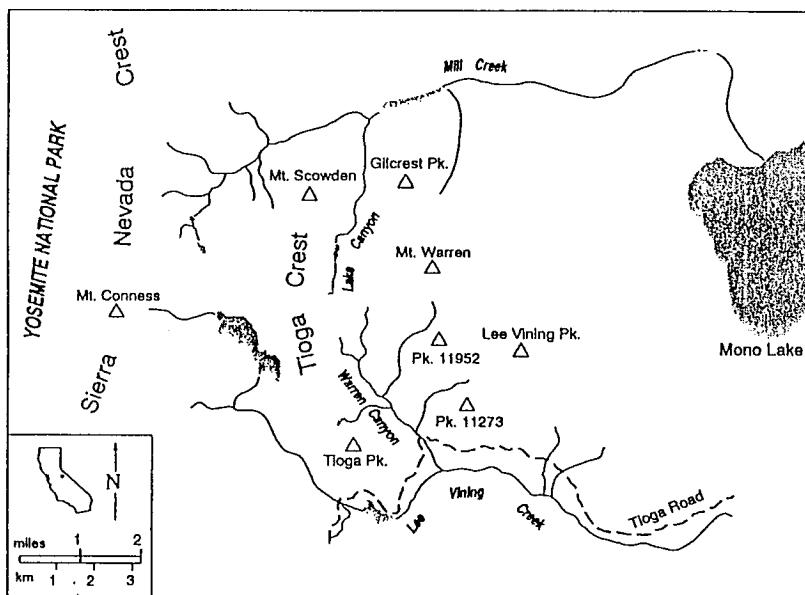 Crest
Nevada
Sierra
YOSEMITE NATIONAL PARK
Mill Creek
Mt. Scowden
Gilcrest Pk.
Tioga Crest
Lake Canyon
Mt. Warren
Mt. Conness
Lee Vining Pk.
Pk. 11952
Mono Lake
Warren Canyon
Pk. 11273
Tioga Pk.
Lee Vining Creek
Tioga Road
N
miles 1 2
km 1 2 3